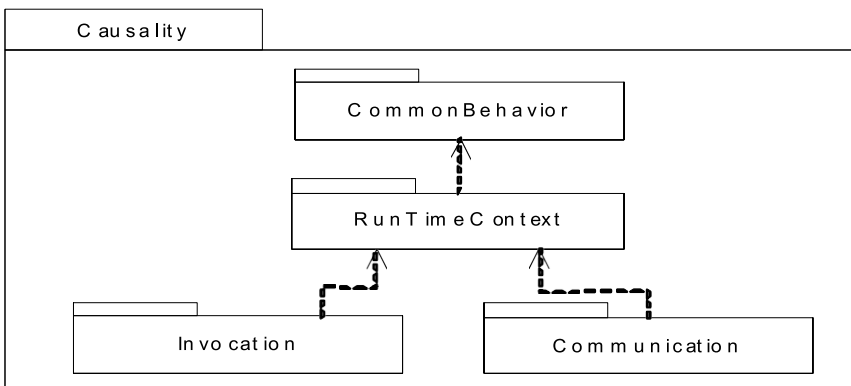 Causality
CommonBehavior
RunTimeContext
Invocation
Communication